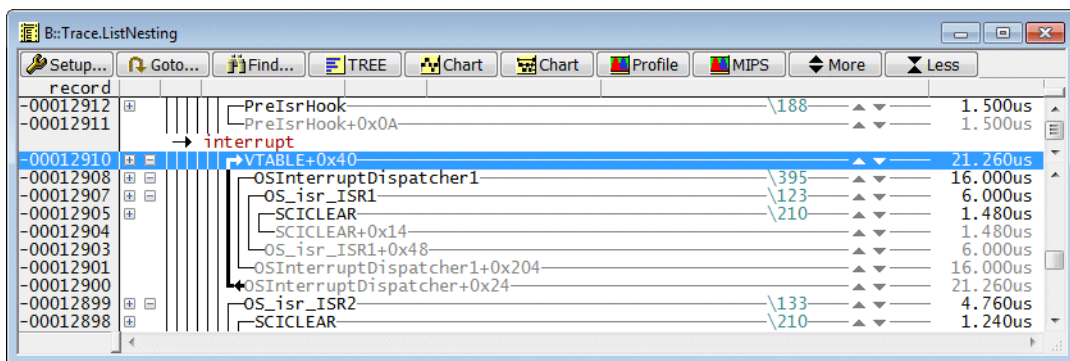 B::Trace.ListNesting
Setup... Goto... Find... TREE Chart Chart Profile MIPS More Less
record
-00012912 PreIsrHook \188 1.500us
-00012911 PreIsrHook+0x0A 1.500us
interrupt
-00012910 VTABLE+0x40 21.260us
-00012908 OSInterruptDispatcher1 \395 16.000us
-00012907 OS_isr_ISR1 \123 6.000us
-00012905 SCICLEAR \210 1.480us
-00012904 SCICLEAR+0x14 1.480us
-00012903 OS_isr_ISR1+0x48 6.000us
-00012901 OSInterruptDispatcher1+0x204 16.000us
-00012900 OSInterruptDispatcher+0x24 21.260us
-00012899 OS_isr_ISR2 \133 4.760us
-00012898 SCICLEAR \210 1.240us